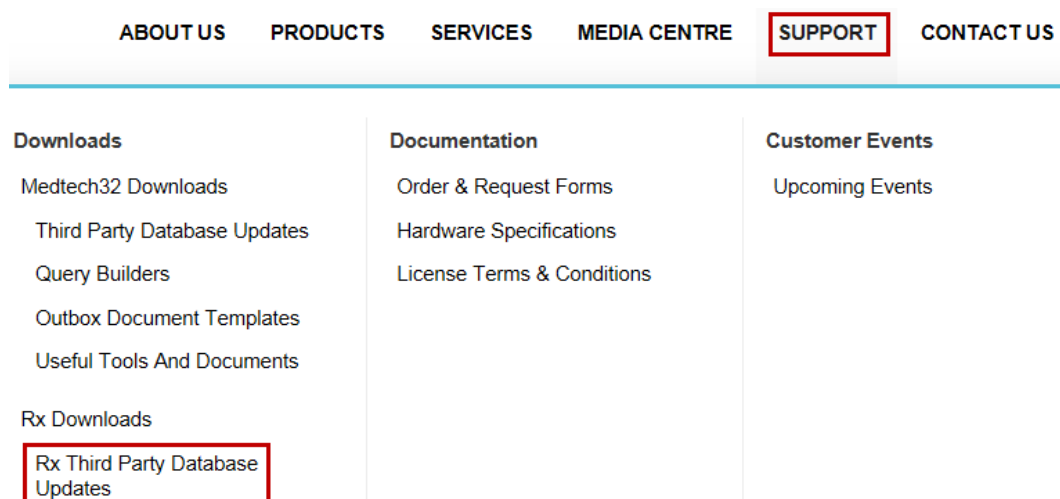 ABOUT US PRODUCTS SERVICES MEDIA CENTRE SUPPORT CONTACT US
Downloads
Medtech32 Downloads
Third Party Database Updates
Query Builders
Outbox Document Templates
Useful Tools And Documents
Rx Downloads
Rx Third Party Database
Updates
Documentation
Order & Request Forms
Hardware Specifications
License Terms & Conditions
Customer Events
Upcoming Events